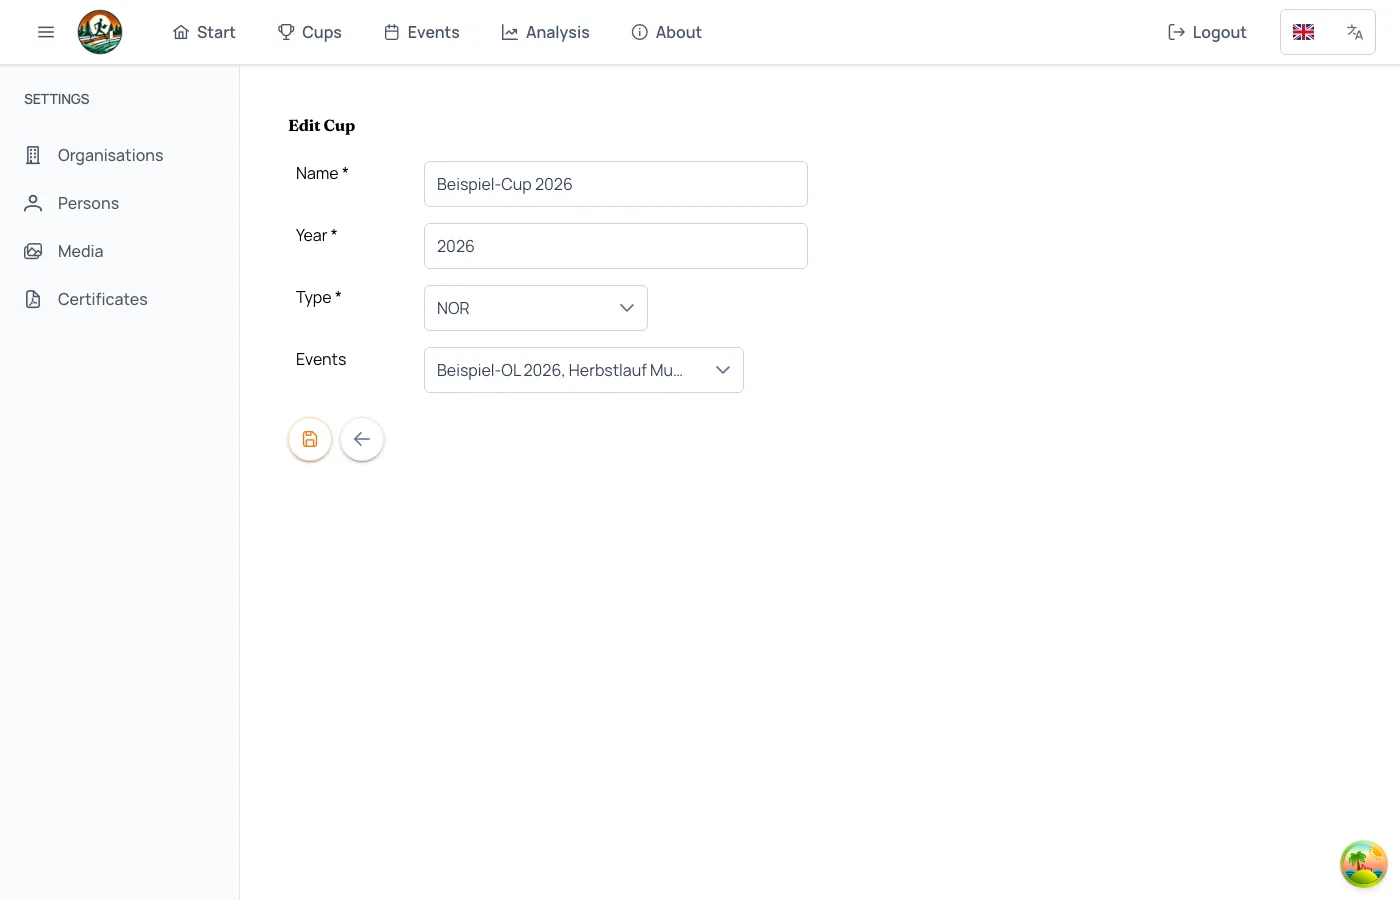 Start
Cups
Events
Analysis
About
Logout
SETTINGS
Organisations
Persons
Media
Certificates
Edit Cup
Name *
Beispiel-Cup 2026
Year *
2026
Type *
NOR
Events
Beispiel-OL 2026, Herbstlauf Mu...